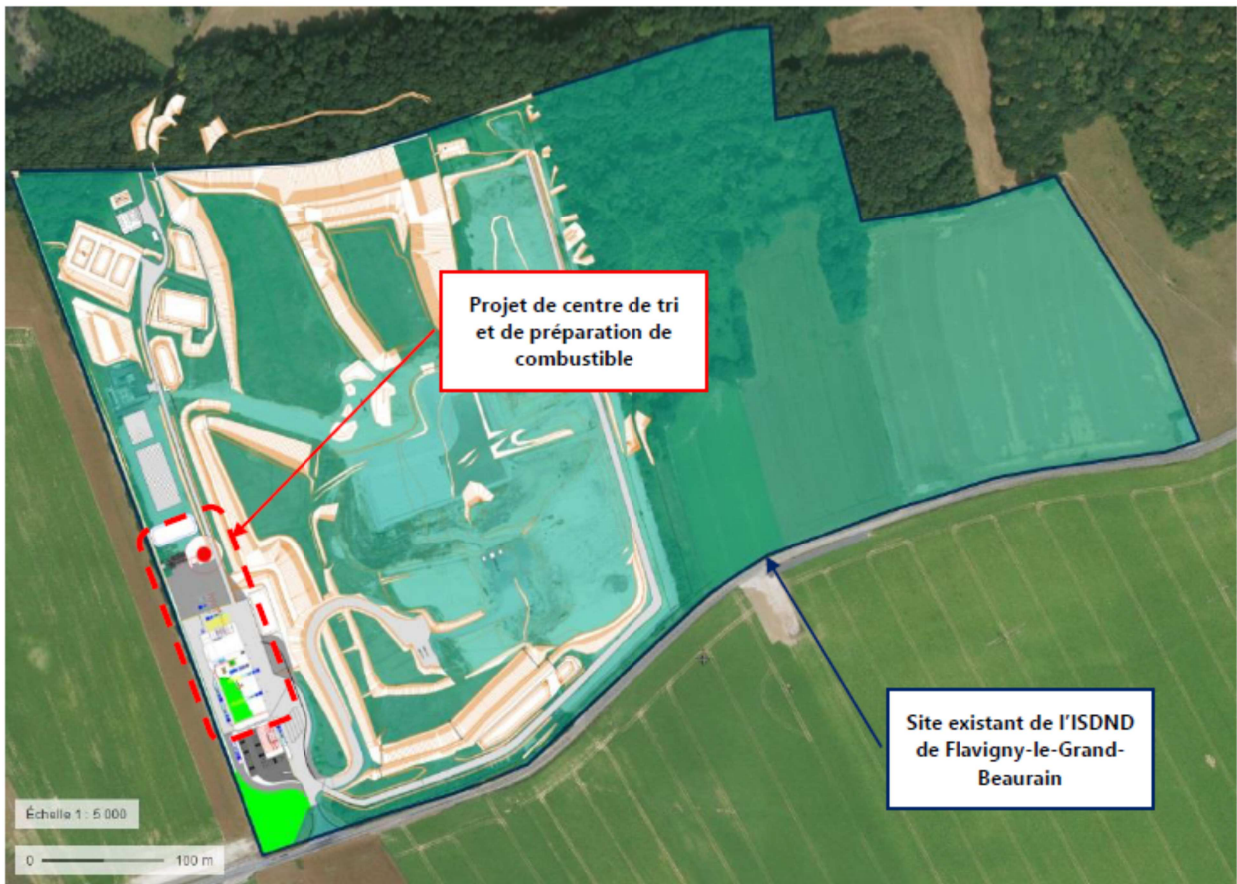 Projet de centre de tri
et de préparation de
combustible
Site existant de l'ISDND
de Flavigny-le-Grand-
Beaurain
Échelle 1 : 5 000
0 100 m